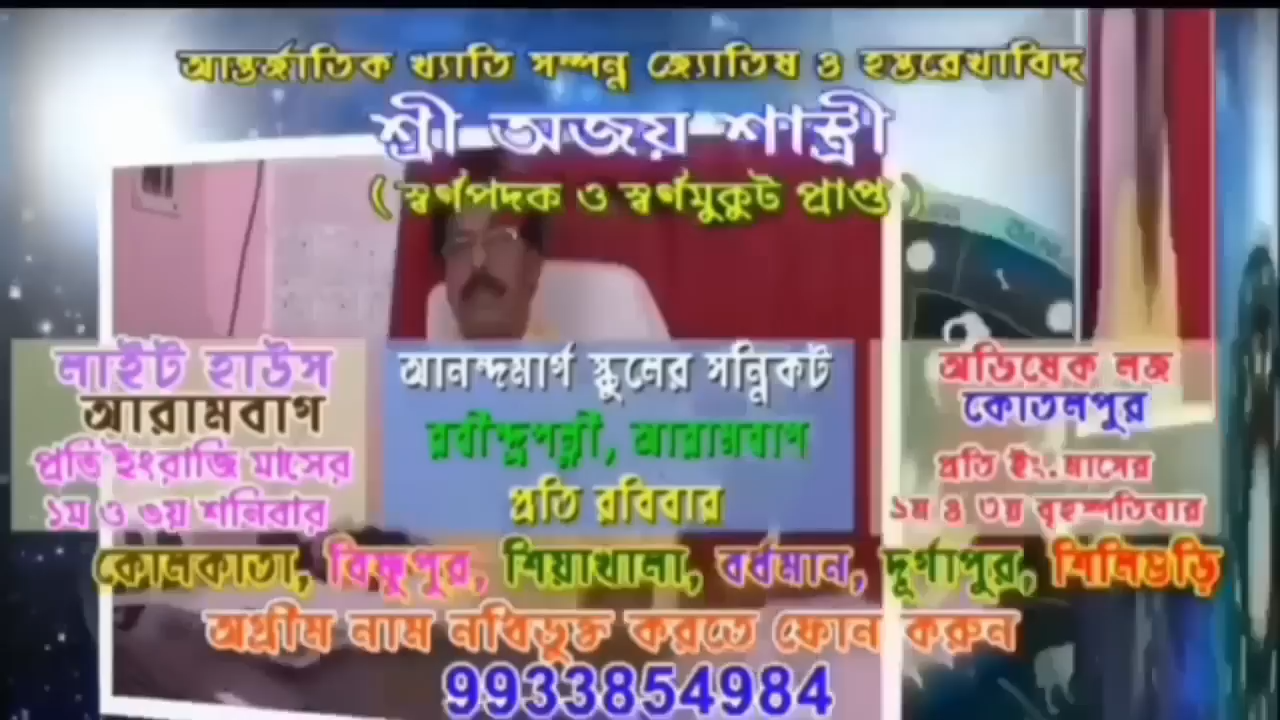 আন্তর্জাতিক খ্যাতি সম্পন্ন জ্যোতিষ ও হস্তরেখাবিদ
শ্রী অজয় শাস্ত্রী
( স্বর্ণপদক ও স্বর্ণমুকুট প্রাপ্ত )
লাইট হাউস
আরামবাগ
প্রতি ইংরাজি মাসের
১ম ও ৩য় শনিবার
আনন্দমার্গ স্কুলের সন্নিকট
রবীন্দ্রপল্লী, আরামবাগ
প্রতি রবিবার
অভিষেক লজ
কোতলপুর
প্রতি ইং.মাসের
১ম ও ৩য় বৃহস্পতিবার
কোলকাতা, বিষ্ণুপুর, শিয়াখালা, বর্ধমান, দূর্গাপুর, শিলিগুড়ি
অগ্রীম নাম নথিভুক্ত করতে ফোন করুন
9933854984